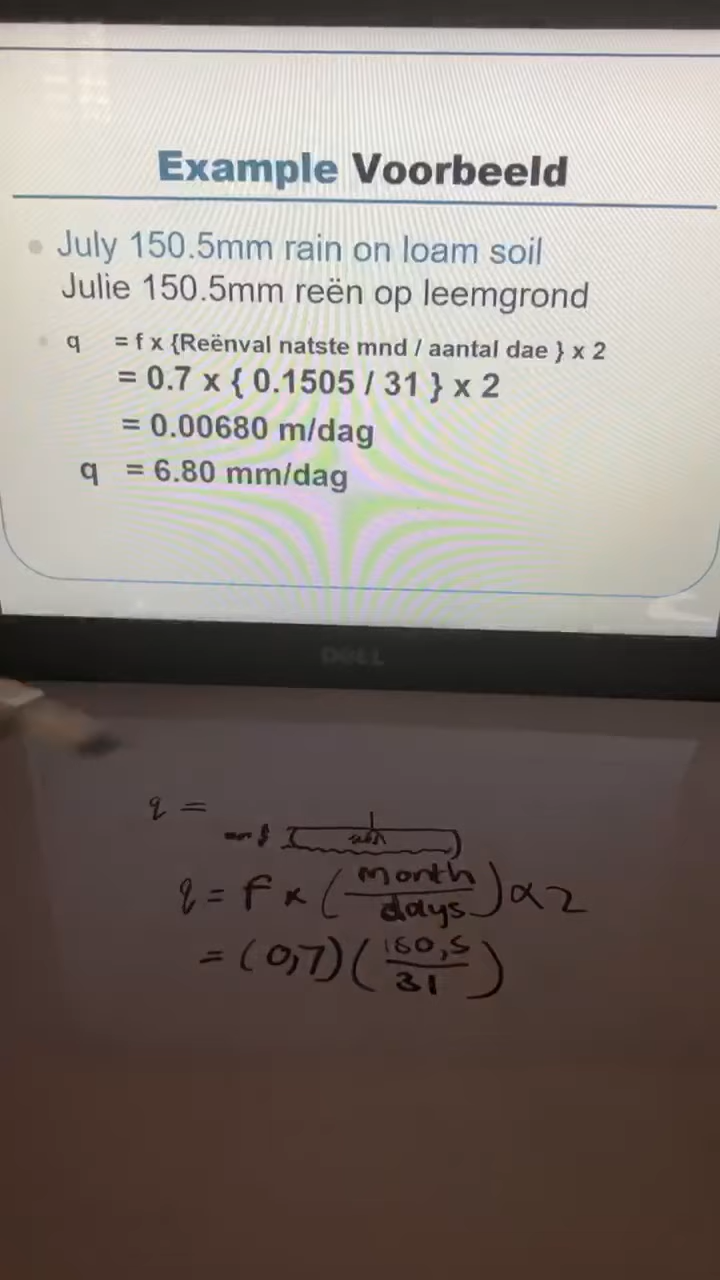 Example Voorbeeld
July 150.5mm rain on loam soil
Julie 150.5mm reën op leemgrond
q = f x {Reënval natste mnd / aantal dae } x 2
= 0.7 x { 0.1505 / 31 } x 2
= 0.00680 m/dag
q = 6.80 mm/dag
DELL
q =
q = f x (month/days) x 2
= (0,7)(150,5/31)